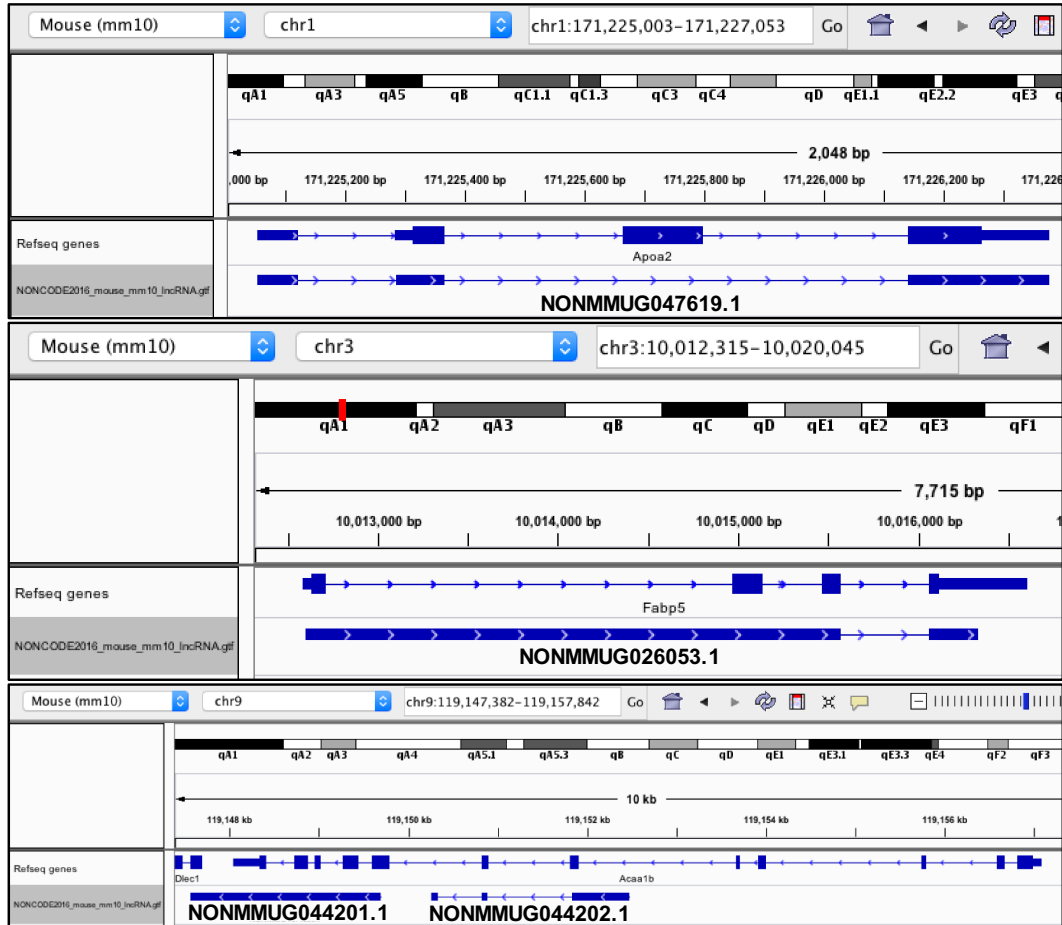 Mouse (mm10) chr1 chr1:171,225,003-171,227,053 Go
qA1 qA3 qA5 qB qC1.1 qC1.3 qC3 qC4 qD qE1.1 qE2.2 qE3
2,048 bp
,000 bp 171,225,200 bp 171,225,400 bp 171,225,600 bp 171,225,800 bp 171,226,000 bp 171,226,200 bp 171,226
Refseq genes
Apoa2
NONCODE2016_mouse_mm10_lncRNA.gtf
NONMMUG047619.1
Mouse (mm10) chr3 chr3:10,012,315-10,020,045 Go
qA1 qA2 qA3 qB qC qD qE1 qE2 qE3 qF1
7,715 bp
10,013,000 bp 10,014,000 bp 10,015,000 bp 10,016,000 bp 1
Refseq genes
Fabp5
NONCODE2016_mouse_mm10_lncRNA.gtf
NONMMUG026053.1
Mouse (mm10) chr9 chr9:119,147,382-119,157,842 Go
qA1 qA2 qA3 qA4 qA5.1 qA5.3 qB qC qD qE1 qE3.1 qE3.3 qE4 qF2 qF3
10 kb
119,148 kb 119,150 kb 119,152 kb 119,154 kb 119,156 kb
Refseq genes
Dlec1 Acaa1b
NONCODE2016_mouse_mm10_lncRNA.gtf
NONMMUG044201.1 NONMMUG044202.1